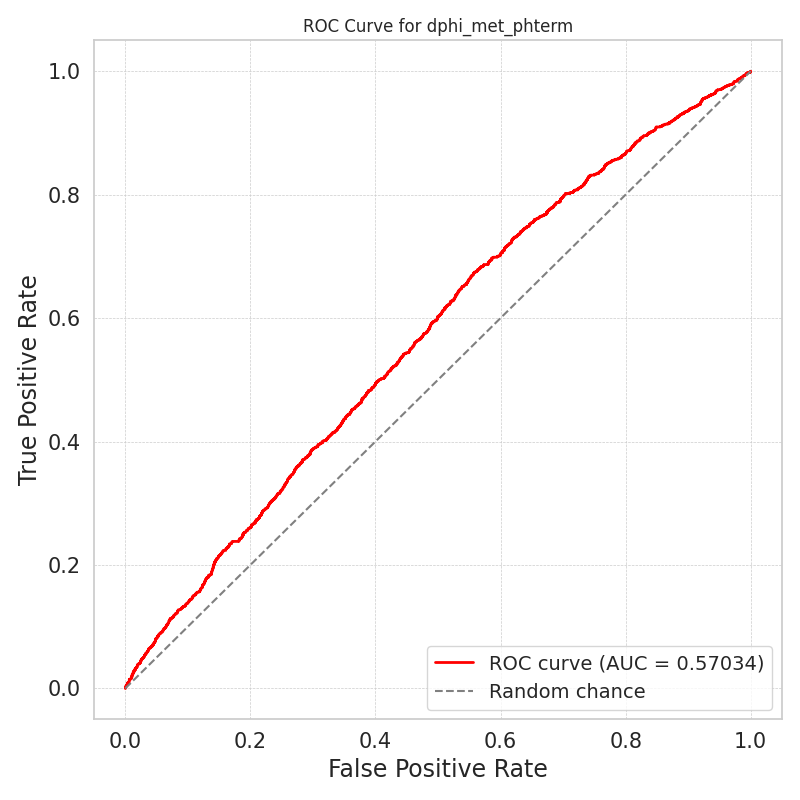 ROC Curve for dphi_met_phterm
1.0
0.8
0.6
0.4
0.2
0.0
True Positive Rate
ROC curve (AUC = 0.57034)
Random chance
0.0 0.2 0.4 0.6 0.8 1.0
False Positive Rate